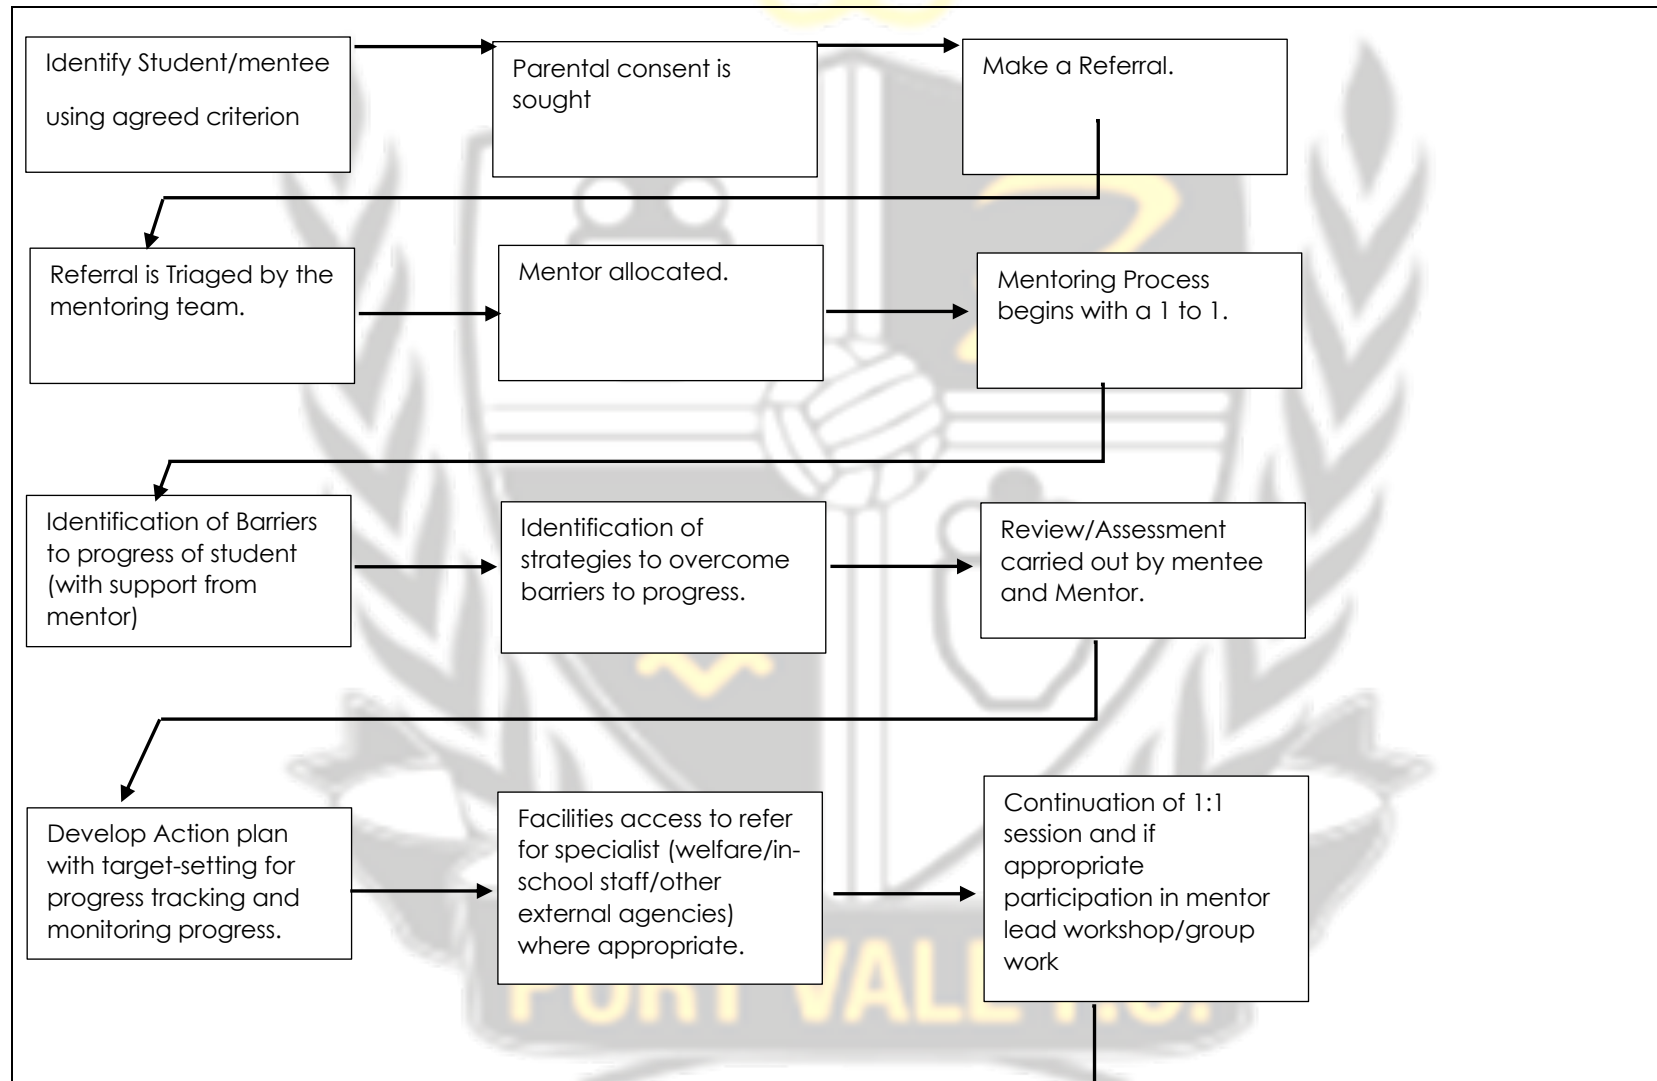 Identify Student/mentee
using agreed criterion
Parental consent is
sought
Make a Referral.
Referral is Triaged by the
mentoring team.
Mentor allocated.
Mentoring Process
begins with a 1 to 1.
Identification of Barriers
to progress of student
(with support from
mentor)
Identification of
strategies to overcome
barriers to progress.
Review/Assessment
carried out by mentee
and Mentor.
Develop Action plan
with target-setting for
progress tracking and
monitoring progress.
Facilities access to refer
for specialist (welfare/in-
school staff/other
external agencies)
where appropriate.
Continuation of 1:1
session and if
appropriate
participation in mentor
lead workshop/group
work
PORT VALE F.C.